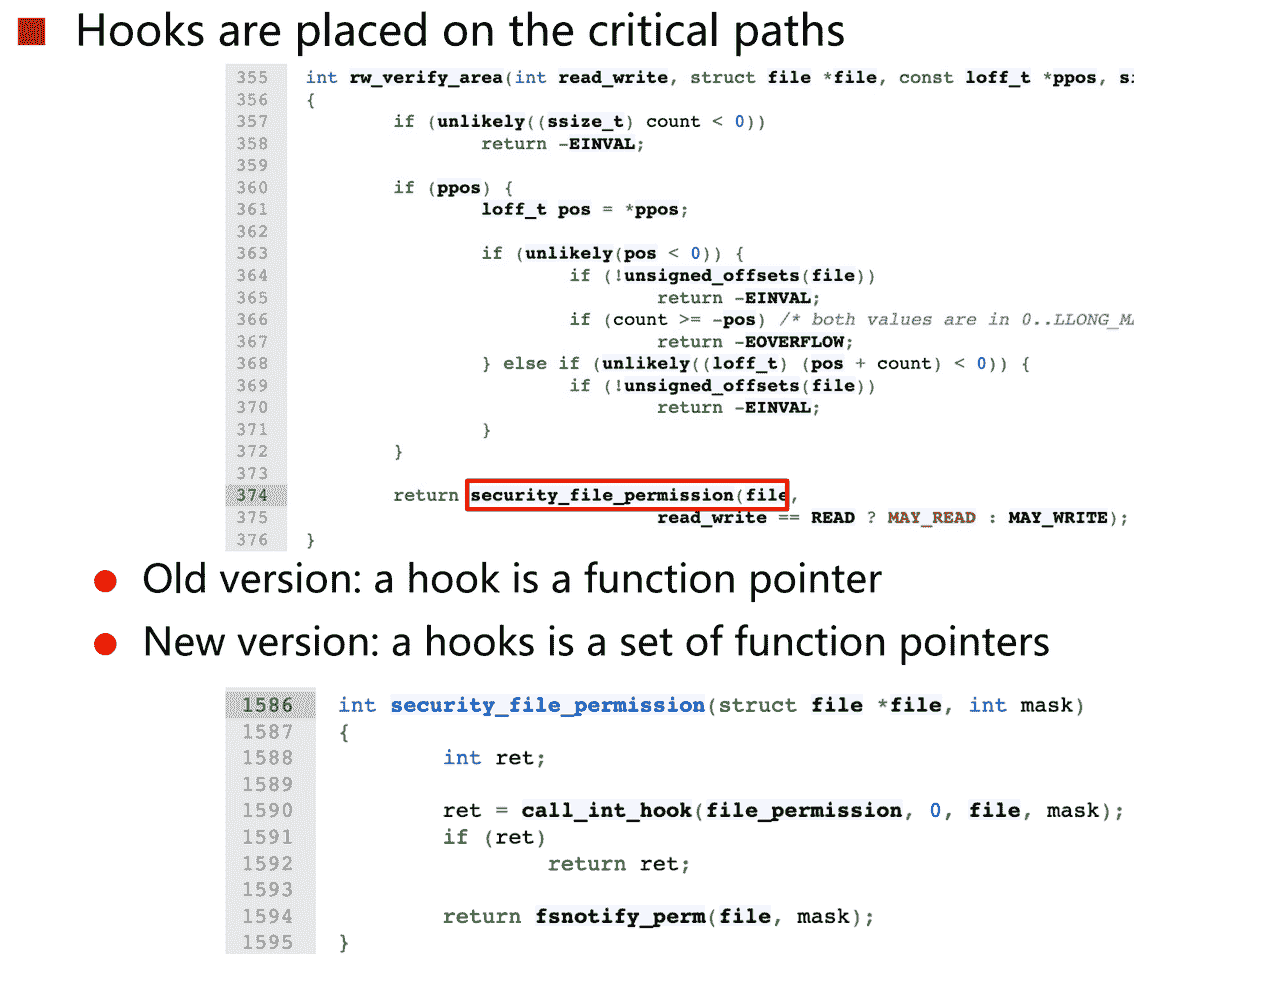 Hooks are placed on the critical paths
355 int rw_verify_area(int read_write, struct file *file, const loff_t *ppos, s
356 {
357 if (unlikely((ssize_t) count < 0))
358 return -EINVAL;
359
360 if (ppos) {
361 loff_t pos = *ppos;
362
363 if (unlikely(pos < 0)) {
364 if (!unsigned_offsets(file))
365 return -EINVAL;
366 if (count >= -pos) /* both values are in 0..LLONG_M
367 return -EOVERFLOW;
368 } else if (unlikely((loff_t) (pos + count) < 0)) {
369 if (!unsigned_offsets(file))
370 return -EINVAL;
371 }
372 }
373
374 return security_file_permission(file,
375 read_write == READ ? MAY_READ : MAY_WRITE);
376 }
Old version: a hook is a function pointer
New version: a hooks is a set of function pointers
1586 int security_file_permission(struct file *file, int mask)
1587 {
1588 int ret;
1589
1590 ret = call_int_hook(file_permission, 0, file, mask);
1591 if (ret)
1592 return ret;
1593
1594 return fsnotify_perm(file, mask);
1595 }